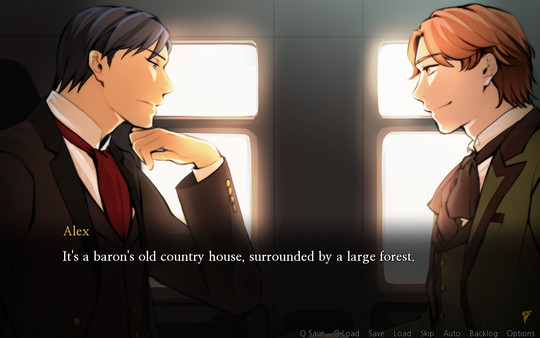 Alex
It's a baron's old country house, surrounded by a large forest.
Q.Save Q.Load Save Load Skip Auto Backlog Options